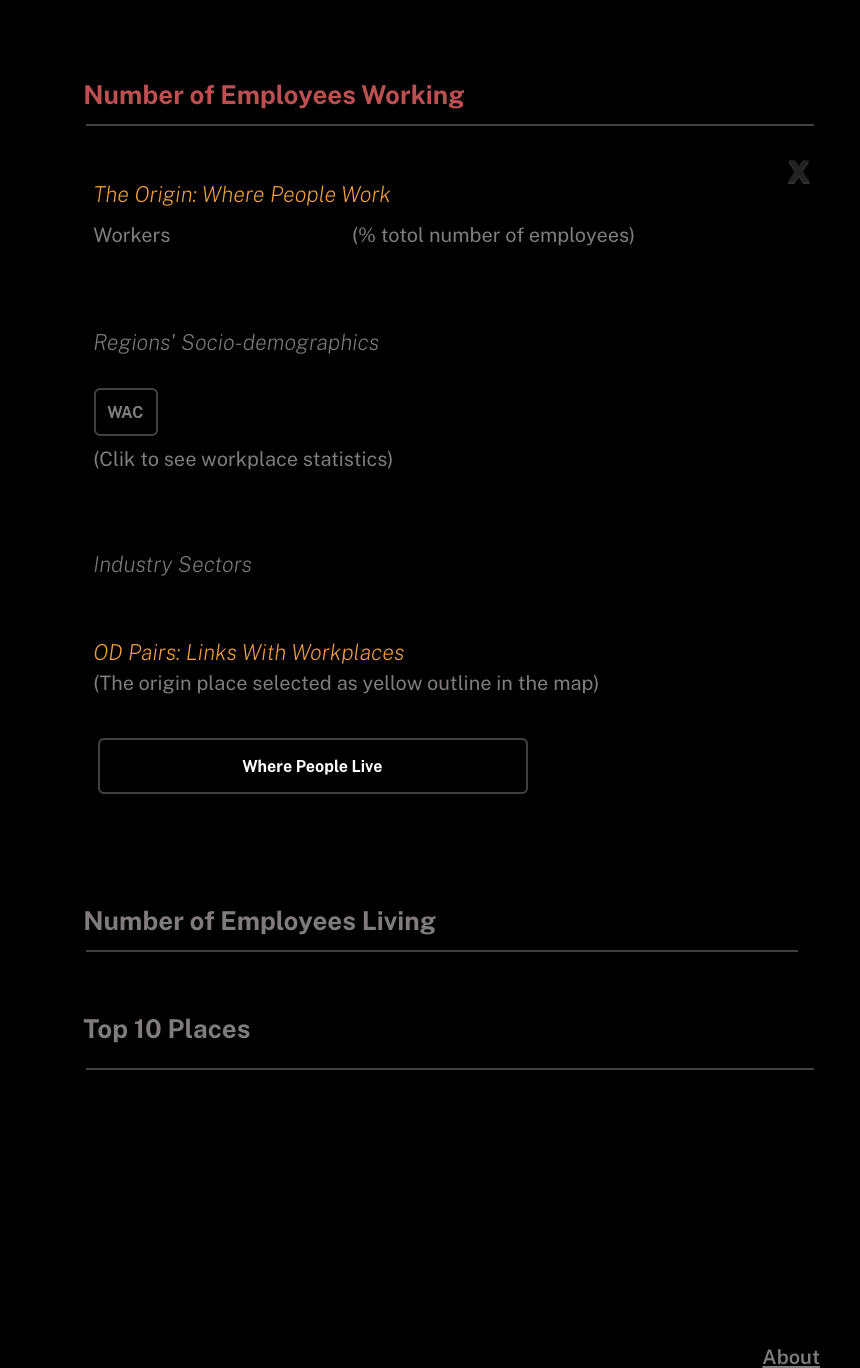 Number of Employees Working
X
The Origin: Where People Work
Workers (% totol number of employees)
Regions' Socio-demographics
WAC
(Clik to see workplace statistics)
Industry Sectors
OD Pairs: Links With Workplaces
(The origin place selected as yellow outline in the map)
Where People Live
Number of Employees Living
Top 10 Places
About